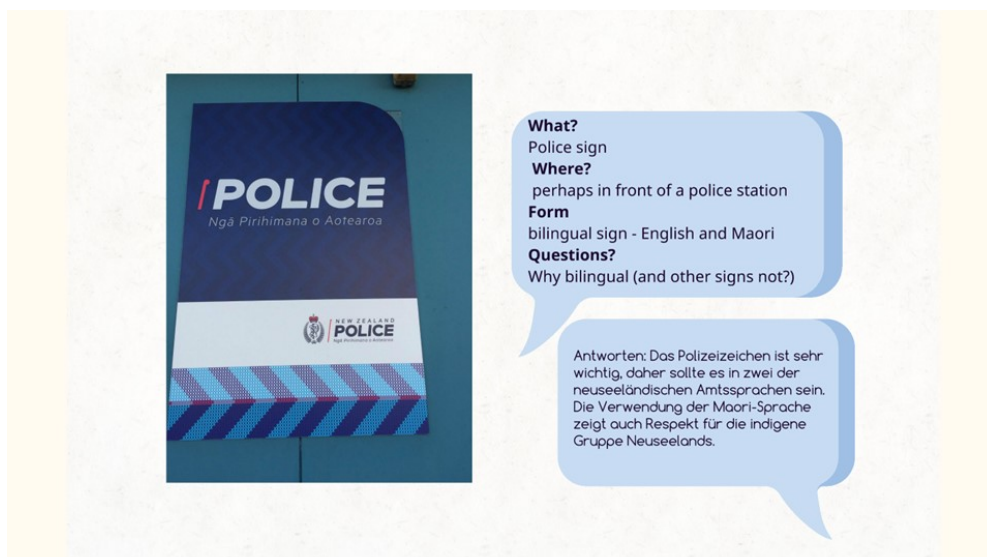 POLICE
Ngā Pirihimana o Aotearoa
NEW ZEALAND
POLICE
Ngā Pirihimana o Aotearoa
What?
Police sign
Where?
perhaps in front of a police station
Form
bilingual sign - English and Maori
Questions?
Why bilingual (and other signs not?)
Antworten: Das Polizeizeichen ist sehr
wichtig, daher sollte es in zwei der
neuseeländischen Amtssprachen sein.
Die Verwendung der Maori-Sprache
zeigt auch Respekt für die indigene
Gruppe Neuseelands.